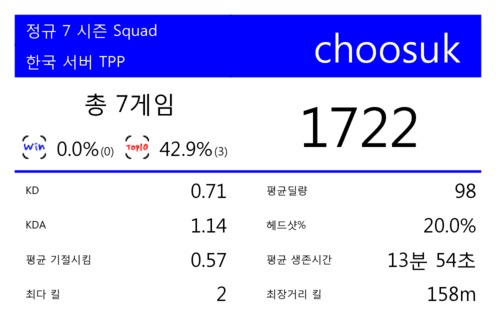 정규 7 시즌 Squad
한국 서버 TPP
choosuk
총 7게임
Win 0.0%(0) TOP10 42.9%(3)
1722
KD 0.71
평균딜량 98
KDA 1.14
헤드샷% 20.0%
평균 기절시킴 0.57
평균 생존시간 13분 54초
최다 킬 2
최장거리 킬 158m